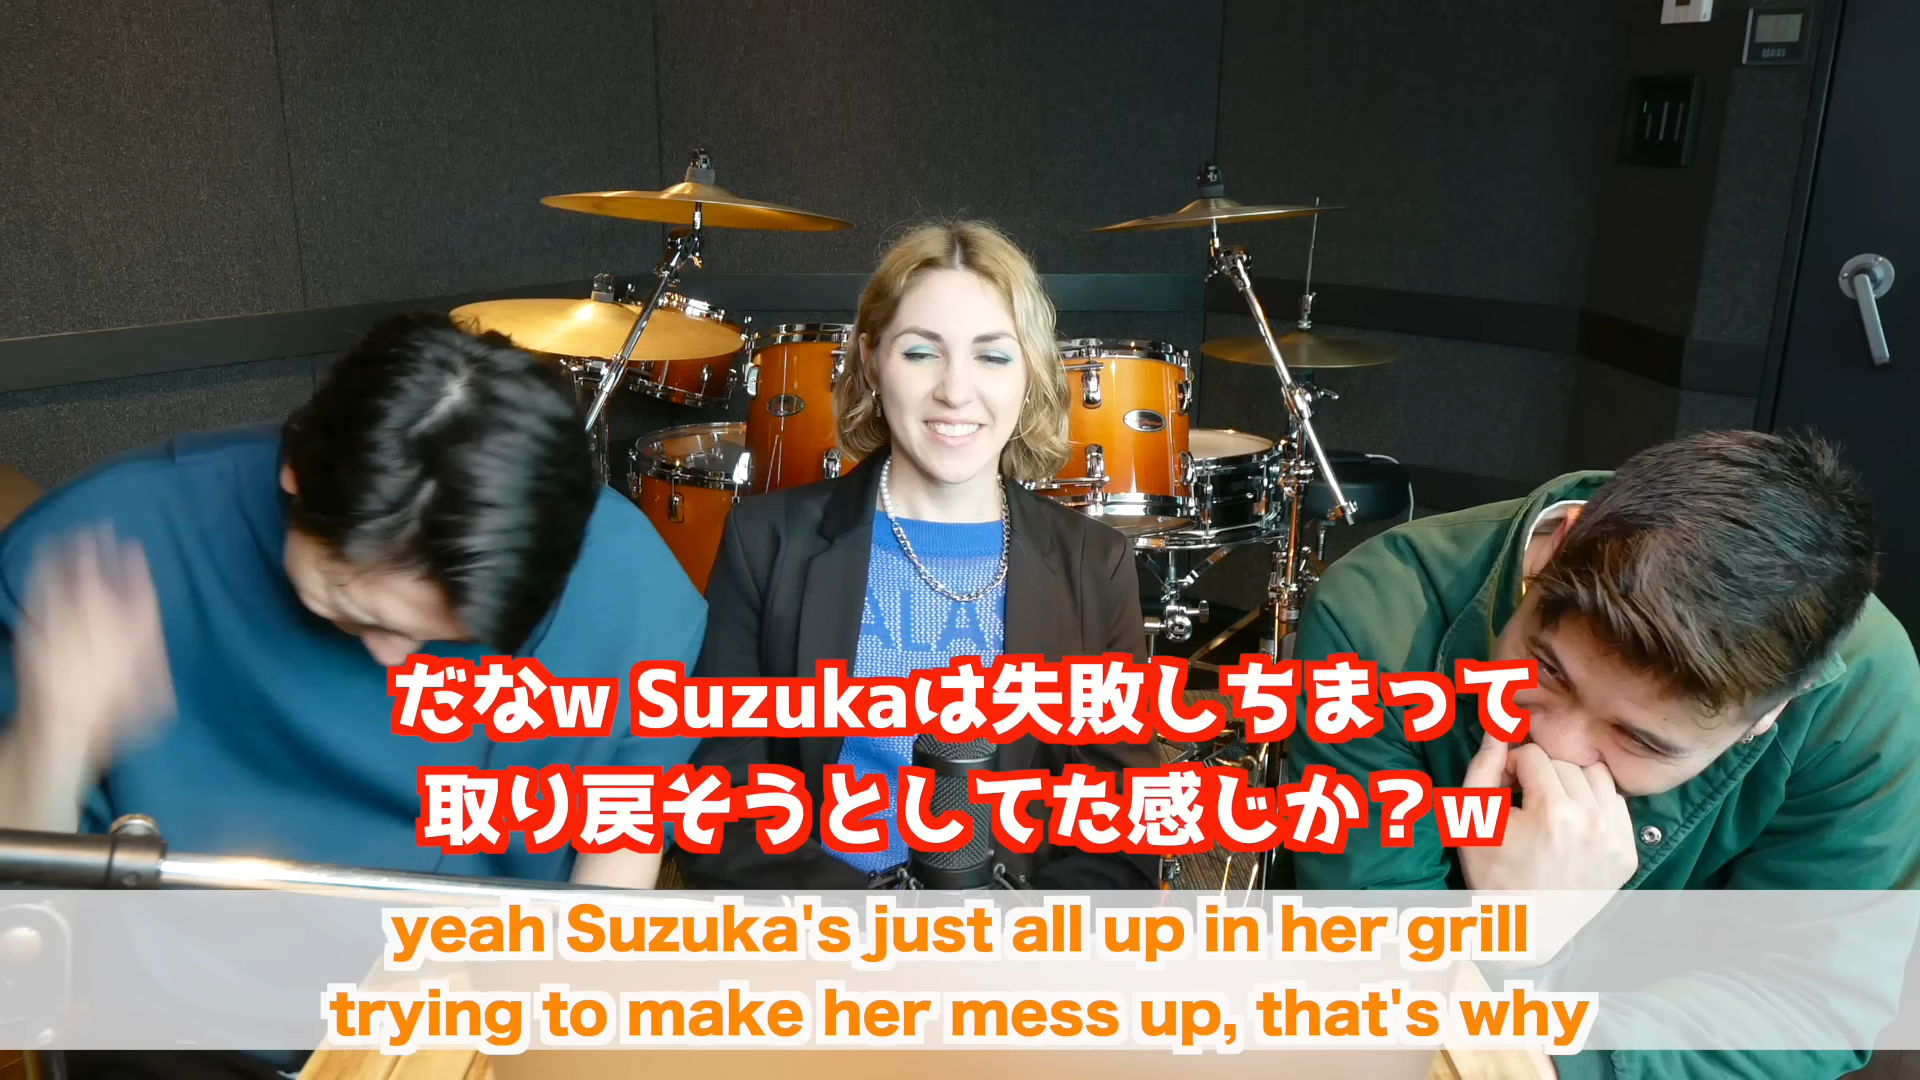 ALA
だなw Suzukaは失敗しちまって
取り戻そうとしてた感じか？w
yeah Suzuka's just all up in her grill
trying to make her mess up, that's why